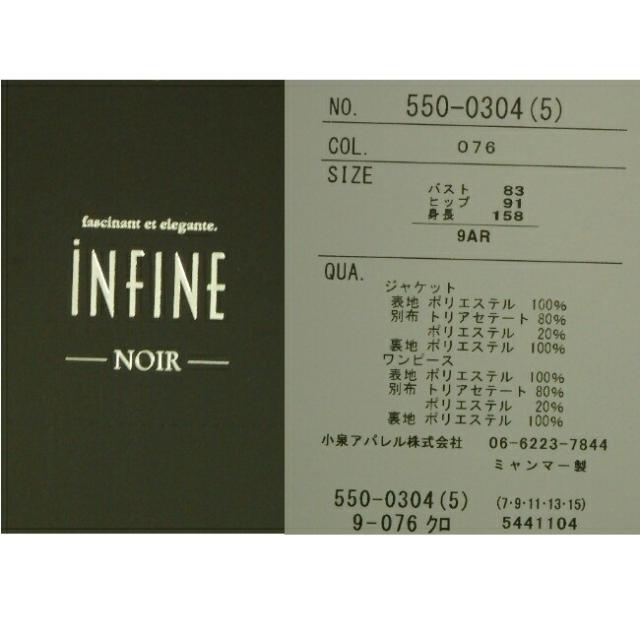 fascinant et elegante.
iNFINE
NOIR
NO. 550-0304(5)
COL. 076
SIZE
バスト 83
ヒップ 91
身長 158
9AR
QUA.
ジャケット
表地 ポリエステル 100%
別布 トリアセテート 80%
ポリエステル 20%
裏地 ポリエステル 100%
ワンピース
表地 ポリエステル 100%
別布 トリアセテート 80%
ポリエステル 20%
裏地 ポリエステル 100%
小泉アパレル株式会社 06-6223-7844
ミャンマー製
550-0304(5) (7·9·11·13·15)
9-076 クロ 5441104